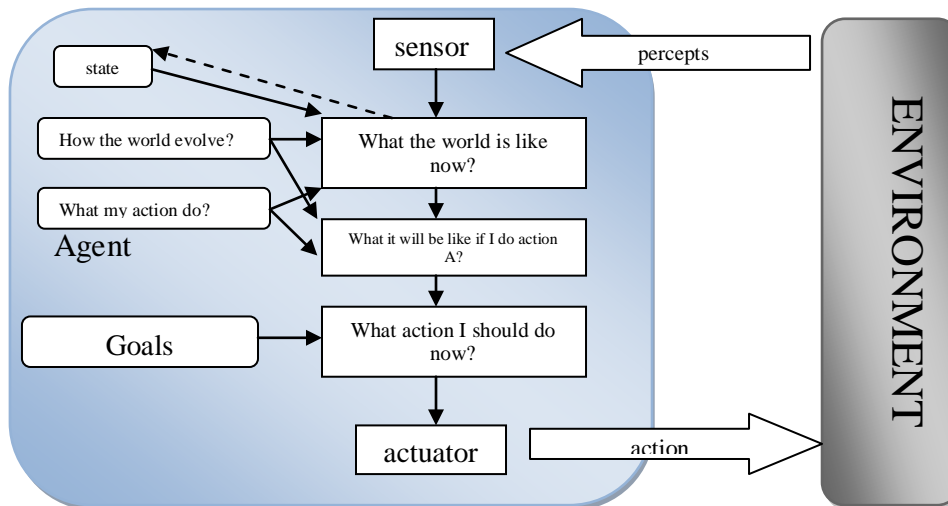 sensor
percepts
state
How the world evolve?
What the world is like
now?
What my action do?
Agent
What it will be like if I do action
A?
Goals
What action I should do
now?
actuator
action
ENVIRONMENT